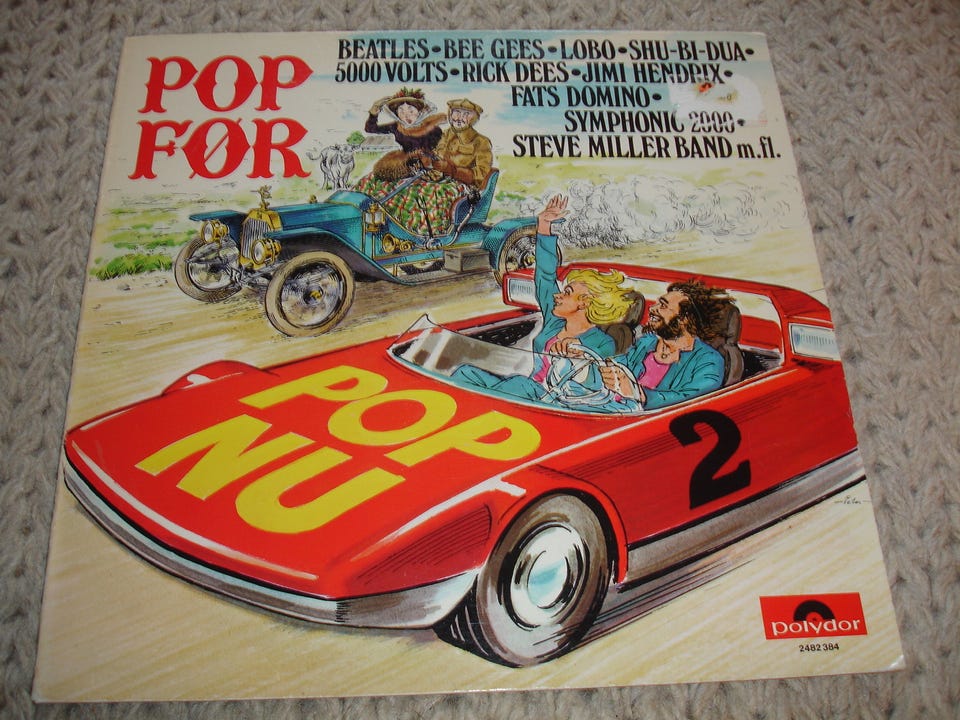 POP
FØR
BEATLES • BEE GEES • LOBO • SHU-BI-DUA •
5000 VOLTS • RICK DEES • JIMI HENDRIX •
FATS DOMINO •
SYMPHONIC 2000 •
STEVE MILLER BAND m.fl.
POP
NU
2
polydor
2482 384